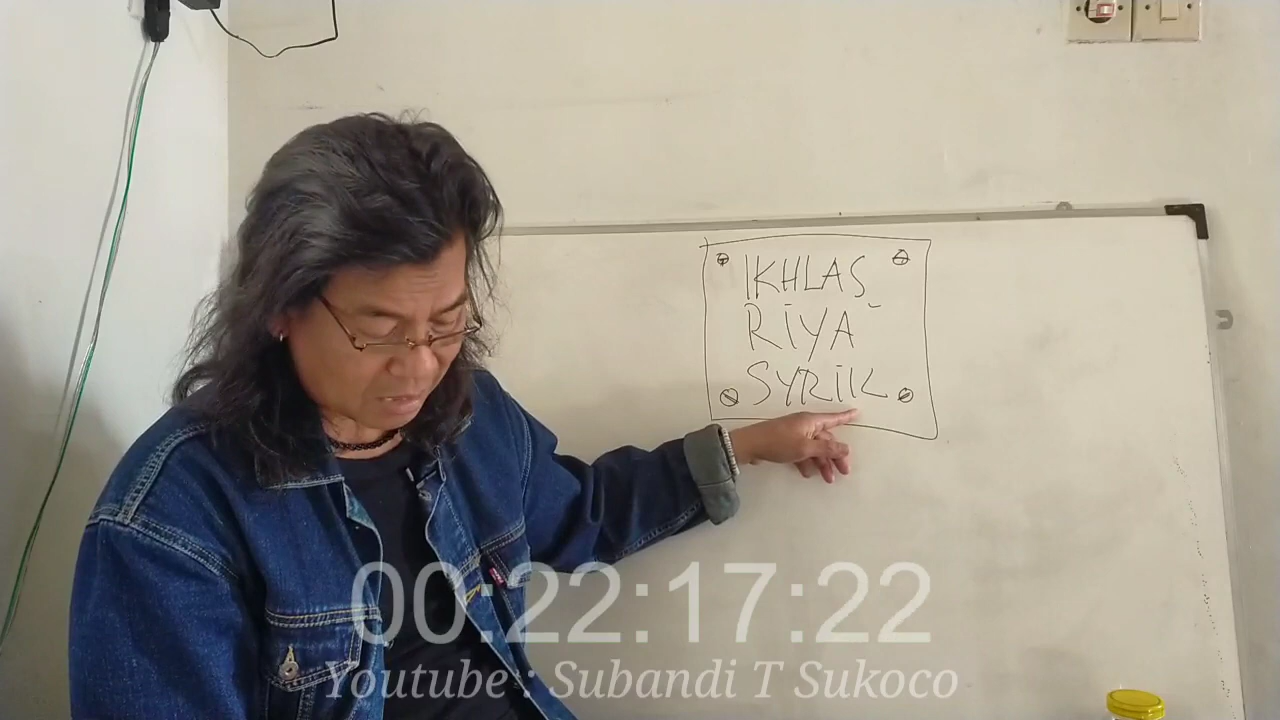 IKHLAS
RIYA
SYRIK
00:22:17:22
Youtube : Subandi T Sukoco